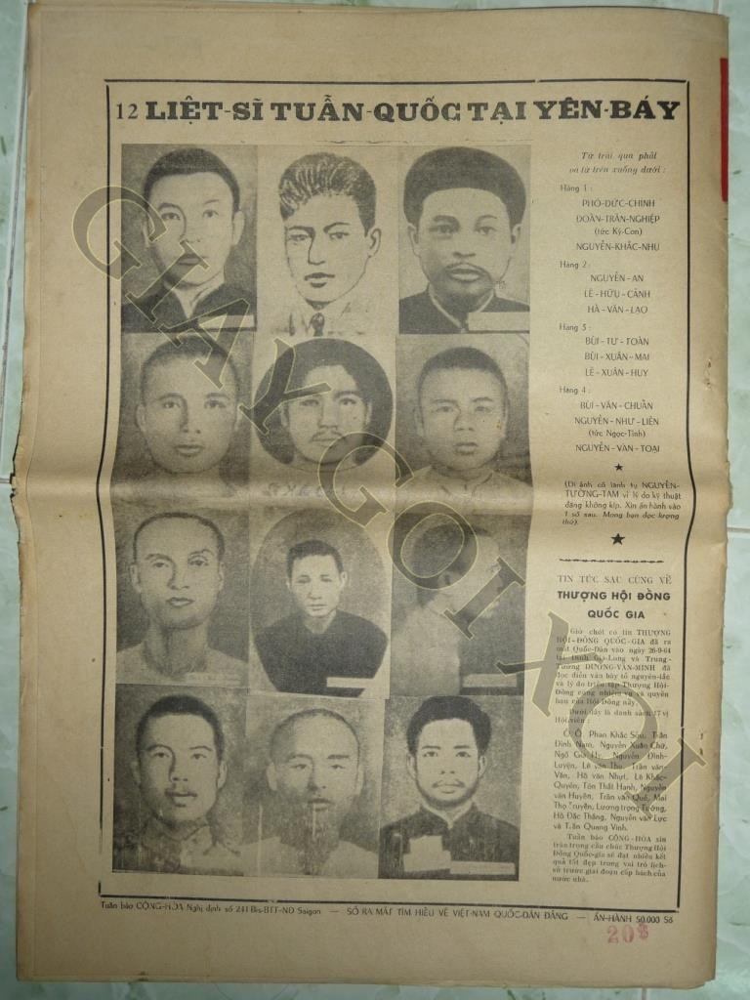 12 LIỆT-SĨ TUẪN-QUỐC TẠI YÊN-BÁY
Từ trái qua phải
và từ trên xuống dưới :
Hàng 1 :
PHÓ-ĐỨC-CHÍNH
ĐOÀN-TRẦN-NGHIỆP
(tức Ký-Con)
NGUYỄN-KHẮC-NHU
Hàng 2 :
NGUYỄN-AN
LÊ-HỮU-CẢNH
HÀ-VĂN-LAO
Hàng 3 :
BÙI-TƯ-TOÀN
BÙI-XUÂN-MAI
LÊ-XUÂN-HUY
Hàng 4 :
BÙI-VĂN-CHUẨN
NGUYỄN-NHƯ-LIÊN
(tức Ngọc-Tỉnh)
NGUYỄN-VĂN-TOẠI
(Di ảnh cố lãnh tụ NGUYỄN-
TƯỜNG-TAM vì lý do kỹ thuật
đăng không kịp. Xin ấn hành vào
1 số sau. Mong bạn đọc lượng
thứ).
TIN TỨC SAU CÙNG VỀ
THƯỢNG HỘI ĐỒNG
QUỐC GIA
Giờ chót có tin THƯỢNG
HỘI-ĐỒNG QUỐC-GIA đã ra
mắt Quốc-Dân vào ngày 26-9-64
tại Dinh Gia-Long và Trung-
Tướng DƯƠNG-VĂN-MINH đã
đọc diễn văn bày tỏ nguyên-tắc
và lý do triệu tập Thượng Hội-
Đồng cùng nhiệm vụ và quyền
hạn của Hội Đồng nầy.
Dưới đây là danh sách 17 vị
Hội viên :
Ô. Ô. Phan Khắc Sửu, Trần
Đình Nam, Nguyễn Xuân Chữ,
Ngô Gia Hy, Nguyễn Đình-
Luyện, Lê văn Thu, Trần văn-
Văn, Hồ văn Nhựt, Lê Khắc-
Quyến, Tôn Thất Hanh, Nguyễn
văn Huyền, Trần văn Quế, Mai
Thọ Truyền, Lương trọng Tường,
Hồ Đắc Thăng, Nguyễn văn Lực
và Trần Quang Vinh.
Tuần báo CỘNG-HÒA xin
trân trọng cầu chúc Thượng Hội
Đồng Quốc-gia sẽ đạt nhiều kết
quả tốt đẹp trong vai trò lịch-
sử trước giai đoạn cấp bách của
nước nhà.
Tuần báo CỘNG-HÒA Nghị định số 241 Bis-BTT-NĐ Saigon — SỐ RA MẮT TÌM HIỂU VỀ VIỆT-NAM QUỐC-DÂN ĐẢNG — ẤN-HÀNH 50.000 Số
20$
GIAYGOIXOI